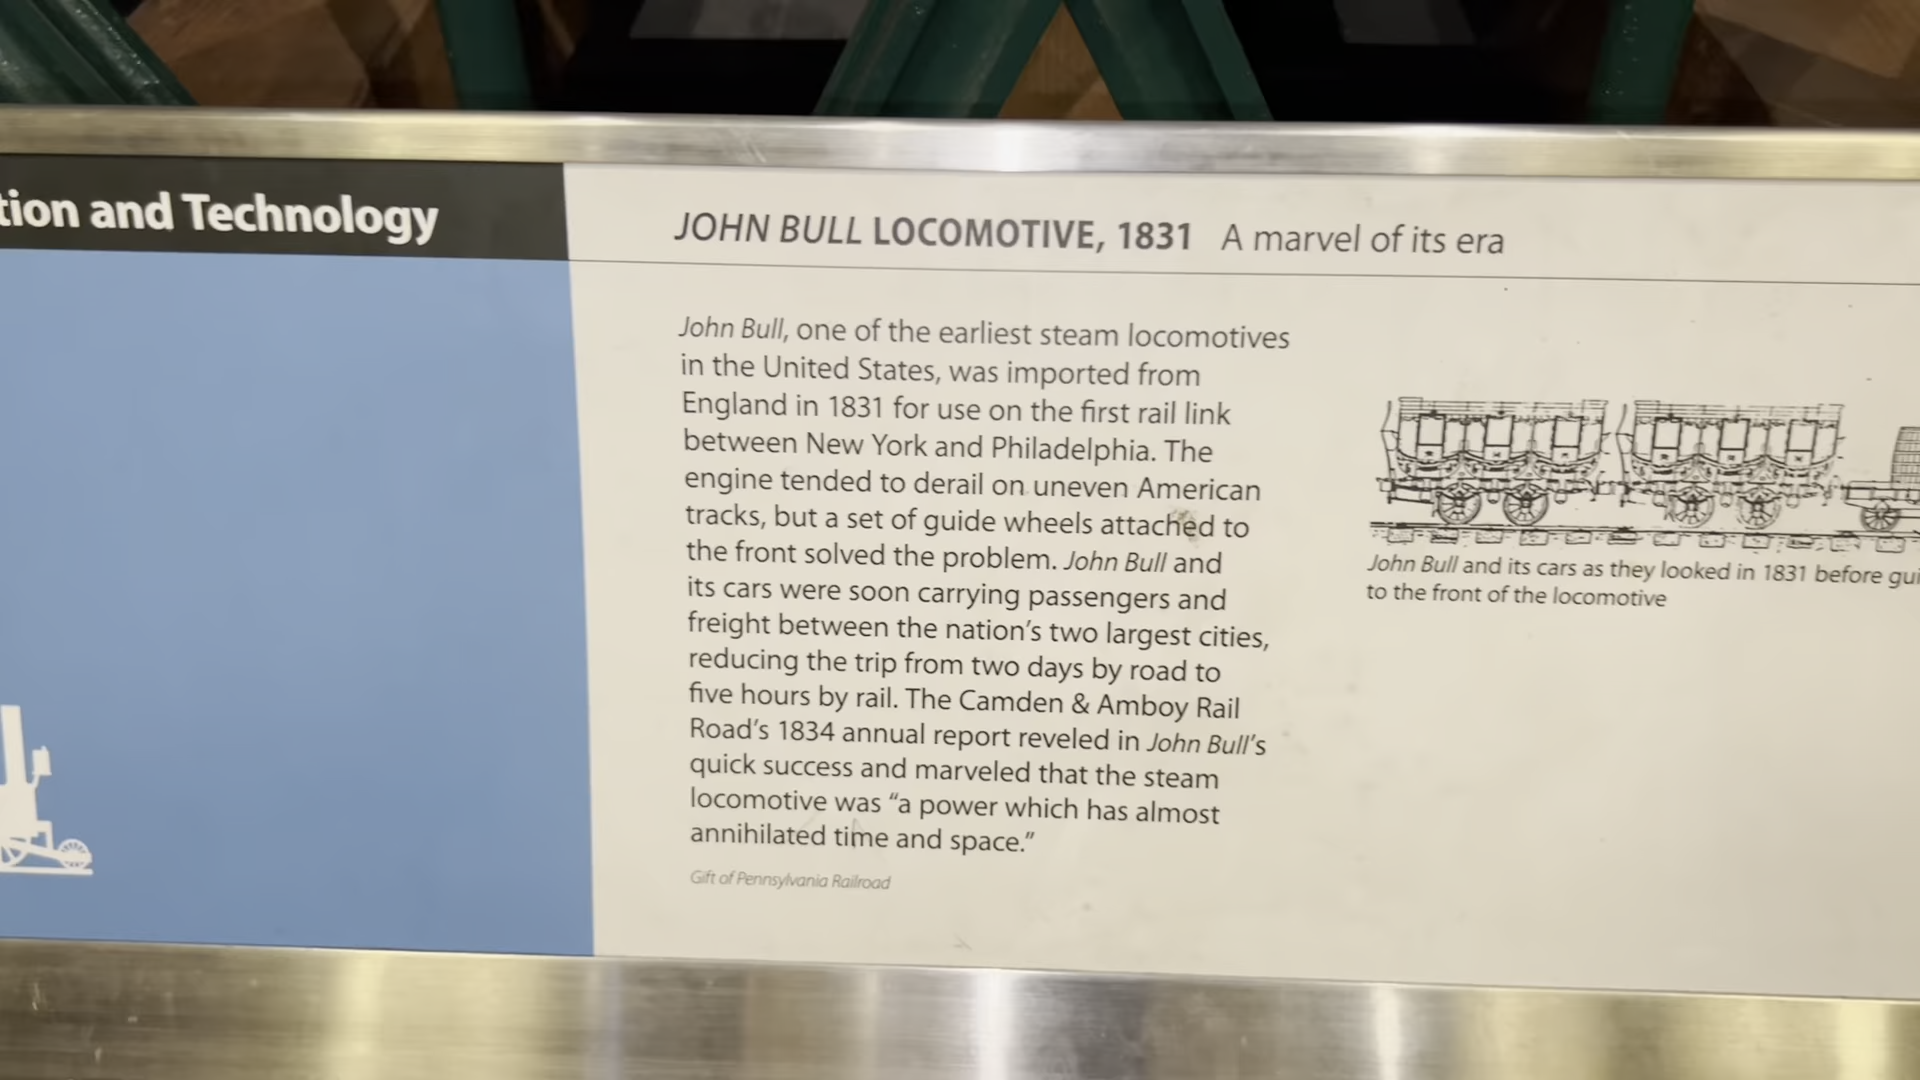 tion and Technology
JOHN BULL LOCOMOTIVE, 1831 A marvel of its era
John Bull, one of the earliest steam locomotives
in the United States, was imported from
England in 1831 for use on the first rail link
between New York and Philadelphia. The
engine tended to derail on uneven American
tracks, but a set of guide wheels attached to
the front solved the problem. John Bull and
its cars were soon carrying passengers and
freight between the nation’s two largest cities,
reducing the trip from two days by road to
five hours by rail. The Camden & Amboy Rail
Road’s 1834 annual report reveled in John Bull’s
quick success and marveled that the steam
locomotive was “a power which has almost
annihilated time and space.”
Gift of Pennsylvania Railroad
John Bull and its cars as they looked in 1831 before gui
to the front of the locomotive